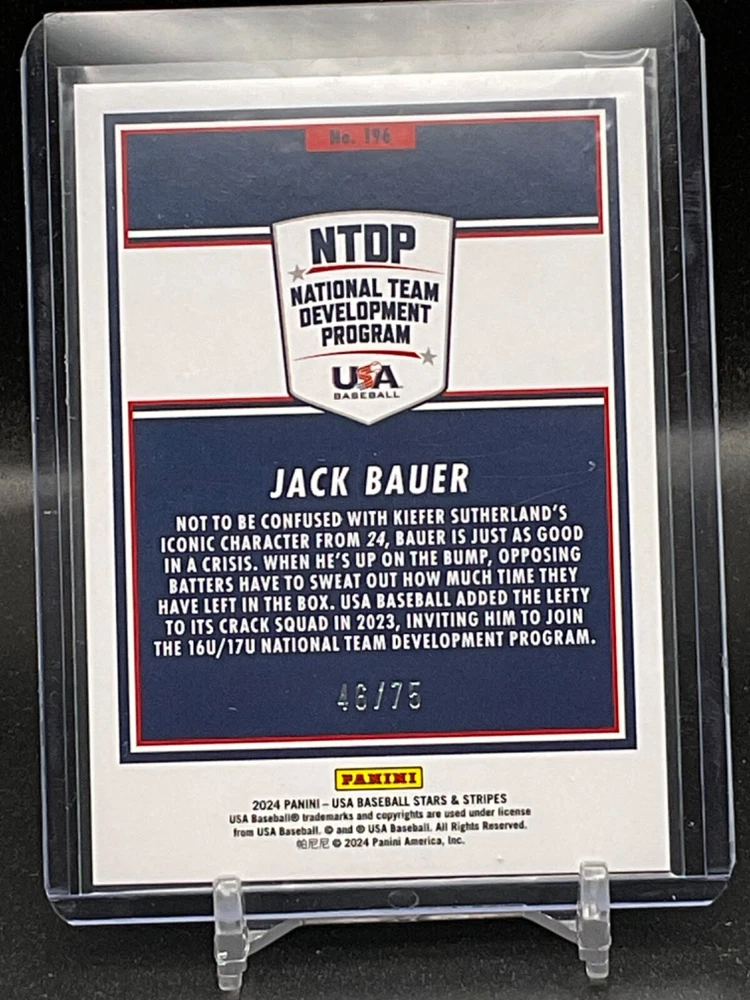 No. 196
NTDP
NATIONAL TEAM
DEVELOPMENT
PROGRAM
USA
BASEBALL
JACK BAUER
NOT TO BE CONFUSED WITH KIEFER SUTHERLAND'S
ICONIC CHARACTER FROM 24, BAUER IS JUST AS GOOD
IN A CRISIS. WHEN HE'S UP ON THE BUMP, OPPOSING
BATTERS HAVE TO SWEAT OUT HOW MUCH TIME THEY
HAVE LEFT IN THE BOX. USA BASEBALL ADDED THE LEFTY
TO ITS CRACK SQUAD IN 2023, INVITING HIM TO JOIN
THE 16U/17U NATIONAL TEAM DEVELOPMENT PROGRAM.
46/75
PANINI
2024 PANINI – USA BASEBALL STARS & STRIPES
USA Baseball® trademarks and copyrights are used under license
from USA Baseball. © and ® USA Baseball. All Rights Reserved.
帕尼尼 © 2024 Panini America, Inc.